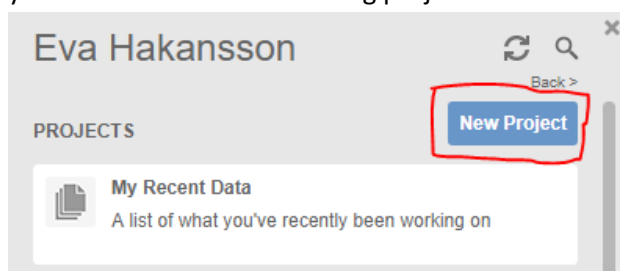 Eva Hakansson
Back >
PROJECTS
New Project
My Recent Data
A list of what you've recently been working on